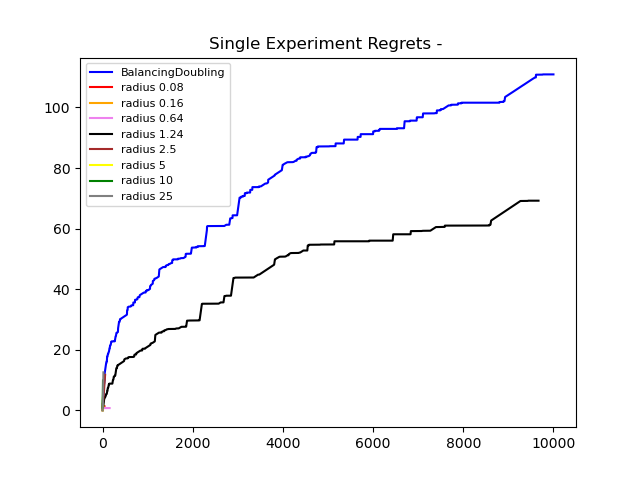 Single Experiment Regrets -
BalancingDoubling
radius 0.08
radius 0.16
radius 0.64
radius 1.24
radius 2.5
radius 5
radius 10
radius 25
100
80
60
40
20
0
0 2000 4000 6000 8000 10000